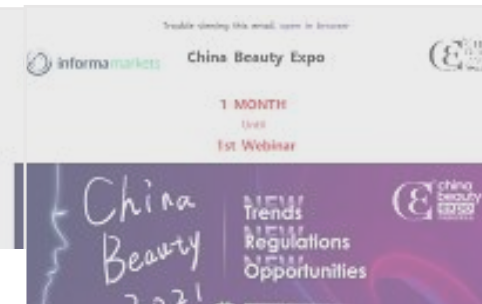 Trouble viewing this email, open in browser
informa markets
China Beauty Expo
1 MONTH
Until
1st Webinar
China
Beauty
2021
NEW
Trends
NEW
Regulations
NEW
Opportunities
china
beauty
expo